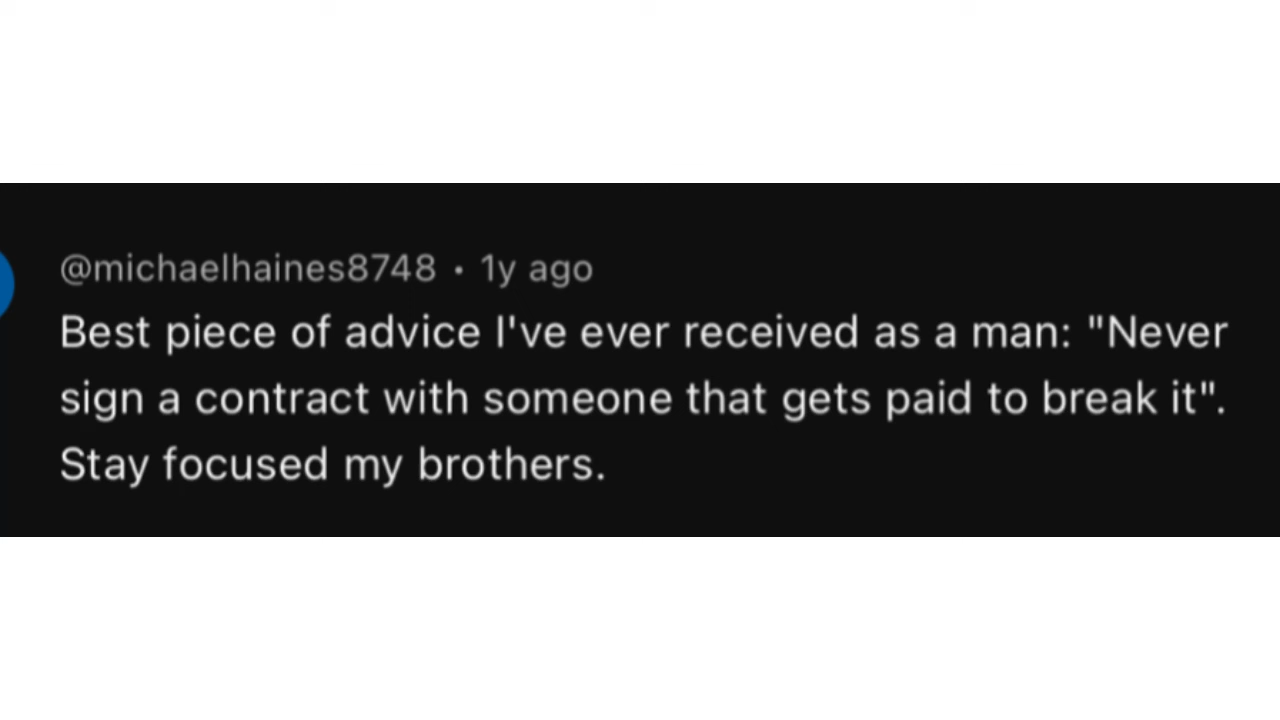 @michaelhaines8748 • 1y ago
Best piece of advice I've ever received as a man: "Never
sign a contract with someone that gets paid to break it".
Stay focused my brothers.